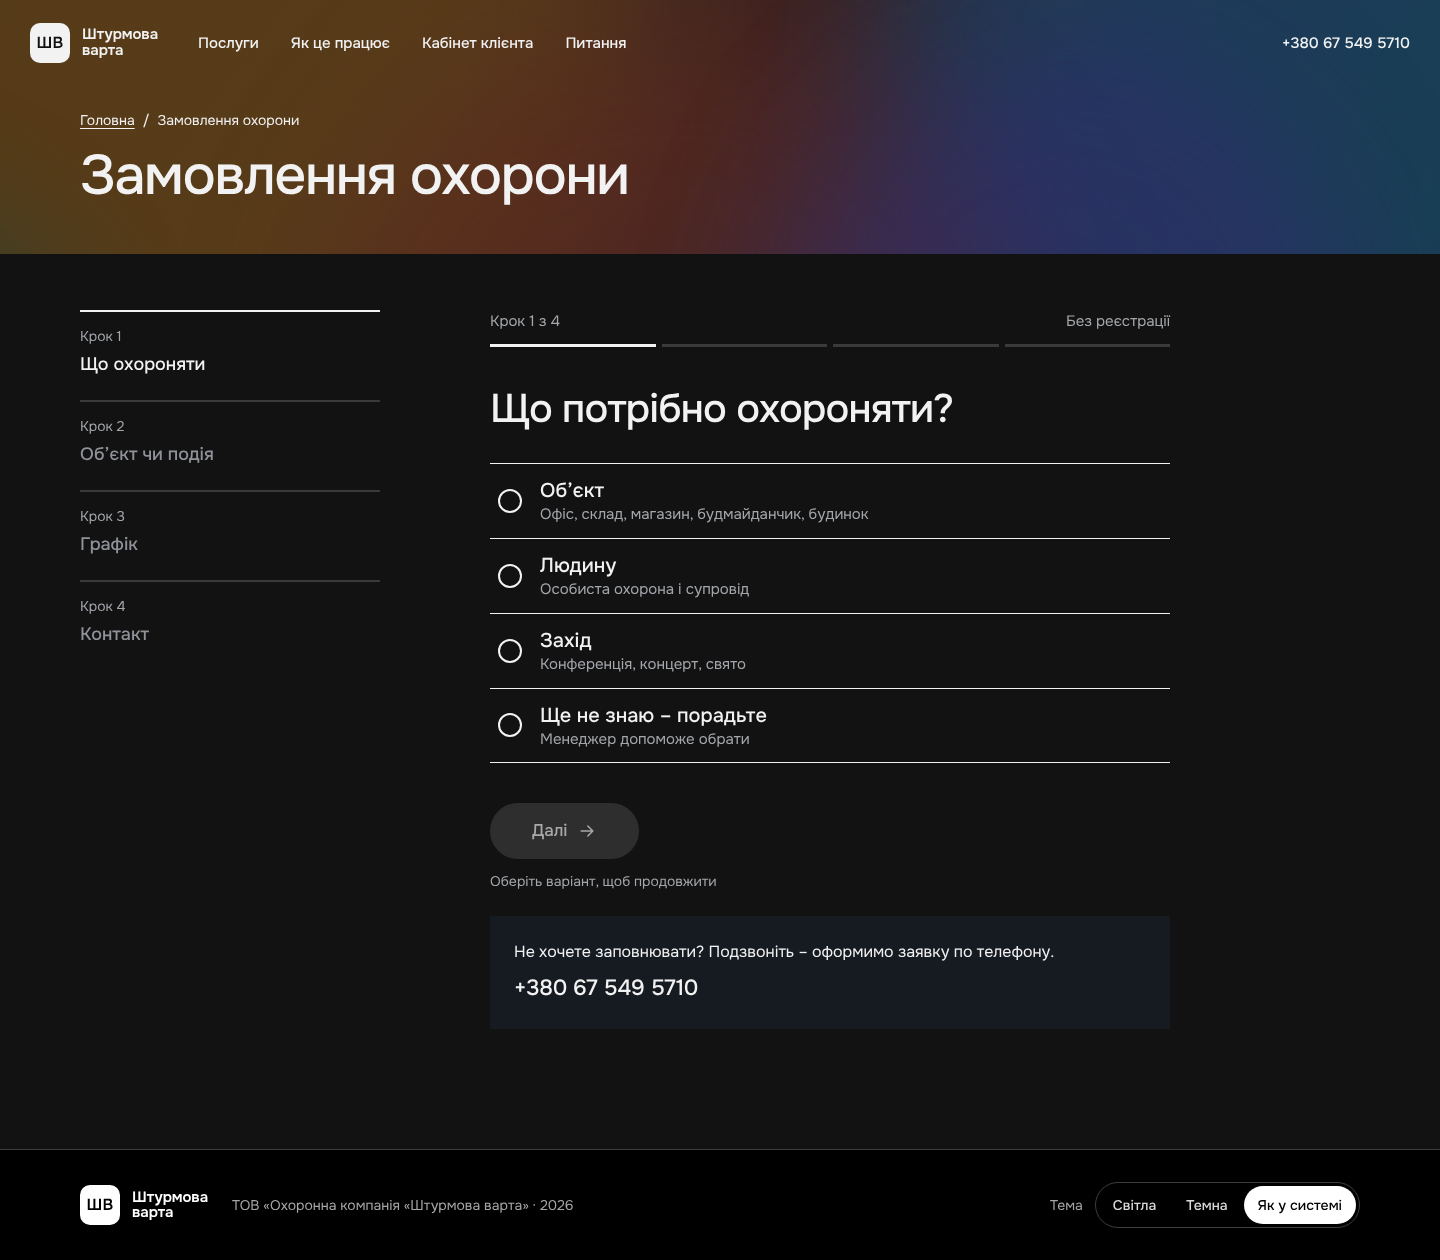 ШВ
Штурмова
варта
Послуги
Як це працює
Кабінет клієнта
Питання
+380 67 549 5710
Головна / Замовлення охорони
Замовлення охорони
Крок 1
Що охороняти
Крок 2
Об’єкт чи подія
Крок 3
Графік
Крок 4
Контакт
Крок 1 з 4
Без реєстрації
Що потрібно охороняти?
Об’єкт
Офіс, склад, магазин, будмайданчик, будинок
Людину
Особиста охорона і супровід
Захід
Конференція, концерт, свято
Ще не знаю – порадьте
Менеджер допоможе обрати
Далі →
Оберіть варіант, щоб продовжити
Не хочете заповнювати? Подзвоніть – оформимо заявку по телефону.
+380 67 549 5710
ШВ
Штурмова
варта
ТОВ «Охоронна компанія «Штурмова варта» · 2026
Тема
Світла
Темна
Як у системі